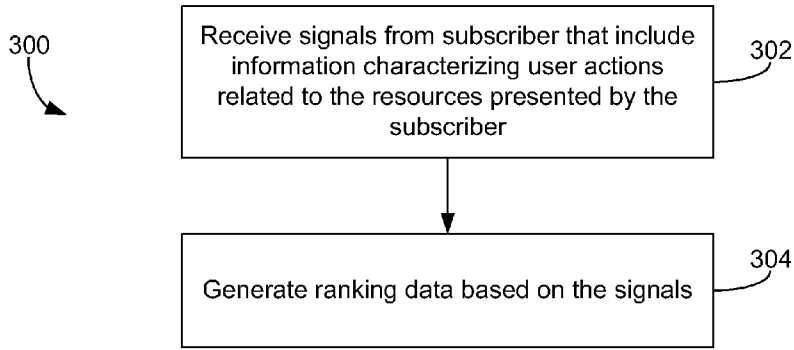 300
Receive signals from subscriber that include
information characterizing user actions
related to the resources presented by the
subscriber
302
Generate ranking data based on the signals
304